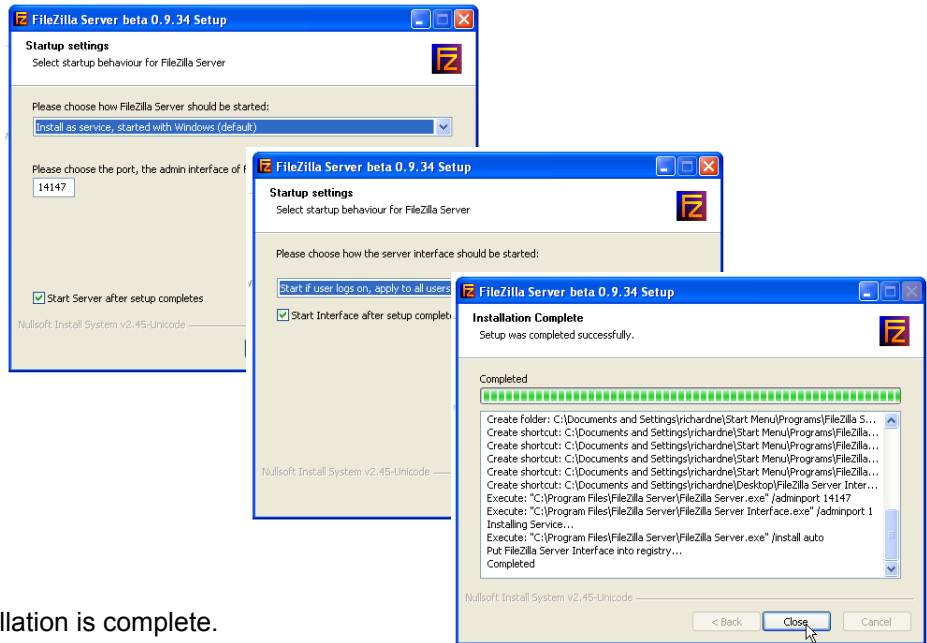 FileZilla Server beta 0.9.34 Setup
Startup settings
Select startup behaviour for FileZilla Server
Please choose how FileZilla Server should be started:
Install as service, started with Windows (default)
Please choose the port, the admin interface of
14147
Start Server after setup completes
Nullsoft Install System v2.45-Unicode
FileZilla Server beta 0.9.34 Setup
Startup settings
Select startup behaviour for FileZilla Server
Please choose how the server interface should be started:
Start if user logs on, apply to all users
Start Interface after setup complet
Nullsoft Install System v2.45-Unicode
FileZilla Server beta 0.9.34 Setup
Installation Complete
Setup was completed successfully.
Completed
Create folder: C:\Documents and Settings\richardne\Start Menu\Programs\FileZilla S...
Create shortcut: C:\Documents and Settings\richardne\Start Menu\Programs\FileZilla...
Create shortcut: C:\Documents and Settings\richardne\Start Menu\Programs\FileZilla...
Create shortcut: C:\Documents and Settings\richardne\Start Menu\Programs\FileZilla...
Create shortcut: C:\Documents and Settings\richardne\Start Menu\Programs\FileZilla...
Create shortcut: C:\Documents and Settings\richardne\Desktop\FileZilla Server Inter...
Execute: "C:\Program Files\FileZilla Server\FileZilla Server.exe" /adminport 14147
Execute: "C:\Program Files\FileZilla Server\FileZilla Server Interface.exe" /adminport 1
Installing Service...
Execute: "C:\Program Files\FileZilla Server\FileZilla Server.exe" /install auto
Put FileZilla Server Interface into registry...
Completed
Nullsoft Install System v2.45-Unicode
< Back Close Cancel
llation is complete.